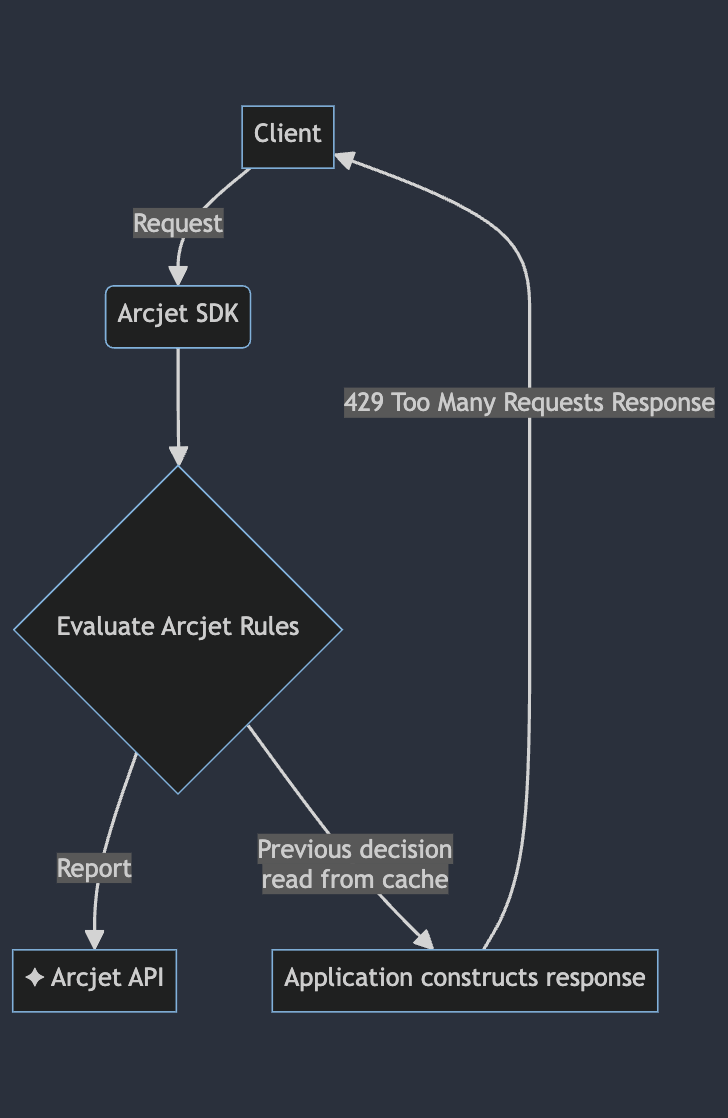 Client
Request
Arcjet SDK
429 Too Many Requests Response
Evaluate Arcjet Rules
Previous decision
read from cache
Report
✦ Arcjet API
Application constructs response